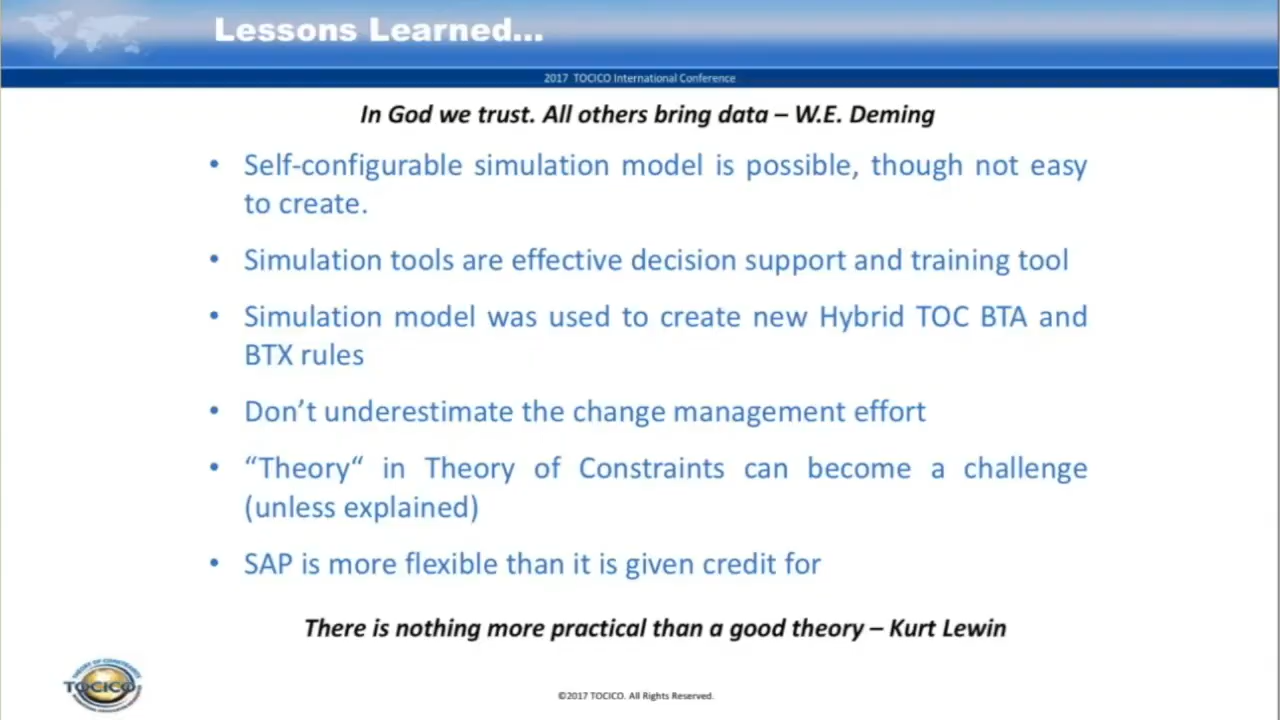 Lessons Learned...
2017 TOCICO International Conference
In God we trust. All others bring data – W.E. Deming
• Self-configurable simulation model is possible, though not easy
to create.
• Simulation tools are effective decision support and training tool
• Simulation model was used to create new Hybrid TOC BTA and
BTX rules
• Don’t underestimate the change management effort
• “Theory“ in Theory of Constraints can become a challenge
(unless explained)
• SAP is more flexible than it is given credit for
There is nothing more practical than a good theory – Kurt Lewin
THEORY OF CONSTRAINTS
TOCICO
©2017 TOCICO. All Rights Reserved.